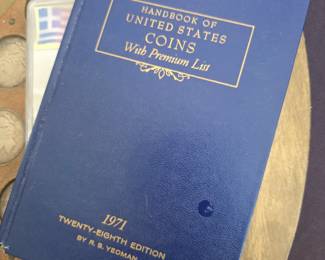 HANDBOOK OF
UNITED STATES
COINS
With Premium List
1971
TWENTY-EIGHTH EDITION
BY R. S. YEOMAN